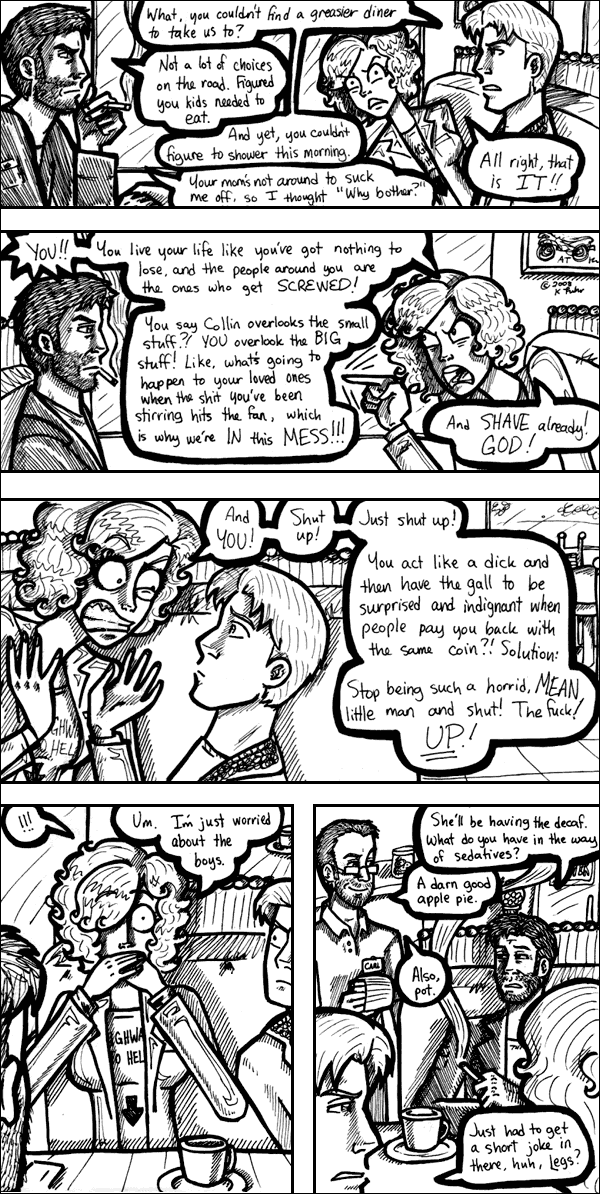 What, you couldn't find a greasier diner
to take us to?
Not a lot of choices
on the road. Figured
you kids needed to
eat.
And yet, you couldn't
figure to shower this morning.
Your mom's not around to suck
me off, so I thought "Why bother?"
All right, that
is IT!!
YOU!!
You live your life like you've got nothing to
lose, and the people around you are
the ones who get SCREWED!
You say Collin overlooks the small
stuff?? YOU overlook the BIG
stuff! Like, what's going to
happen to your loved ones
when the shit you've been
stirring hits the fan, which
is why we're IN this MESS!!!
AT
© 2008
And SHAVE already!
GOD!
And
YOU!
Shut
up!
Just shut up!
You act like a dick and
then have the gall to be
surprised and indignant when
people pay you back with
the same coin?! Solution:
Stop being such a horrid, MEAN
little man and shut! The fuck!
UP!
GHWA
O HEL
!!!
Um. I'm just worried
about the
boys.
GHWA
O HEL
She'll be having the decaf.
What do you have in the way
of sedatives?
A darn good
apple pie.
CARL
Also,
pot.
Just had to get
a short joke in
there, huh, Legs?